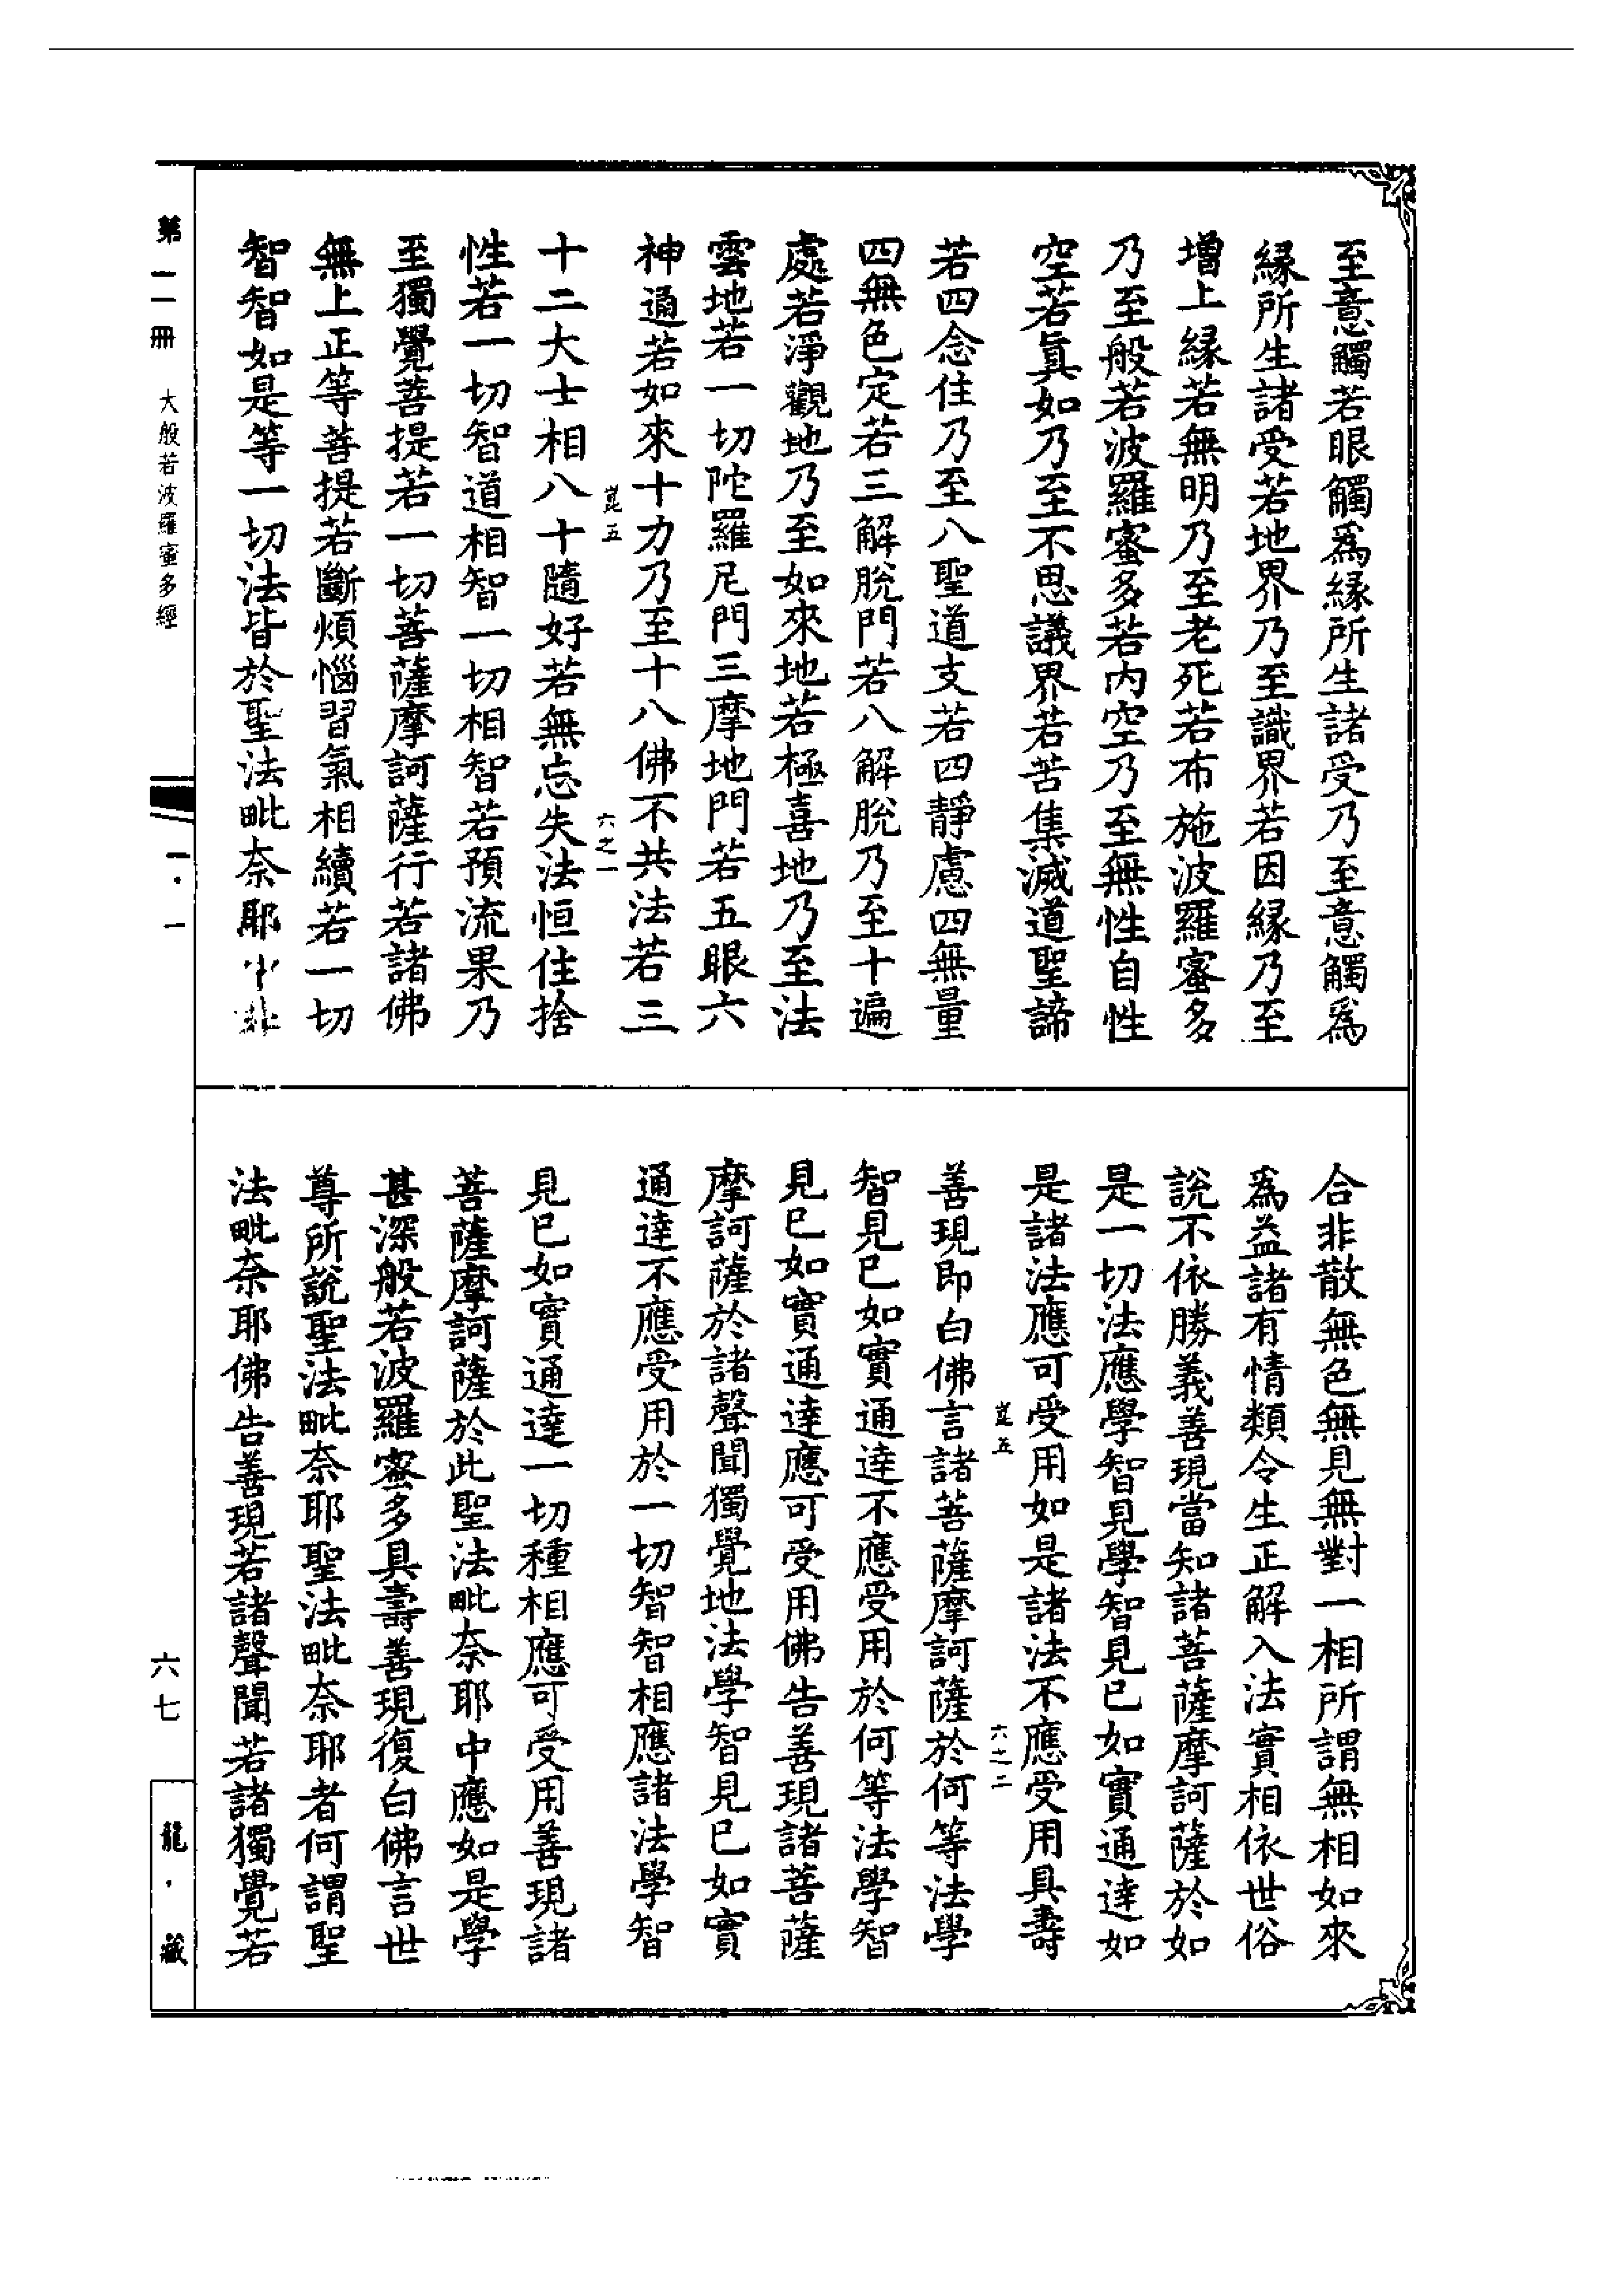 至意觸若眼觸爲緣所生諸受乃至意觸爲
緣所生諸受若地界乃至識界若因緣乃至
增上緣若無明乃至老死若布施波羅蜜多
乃至般若波羅蜜多若内空乃至無性自性
空若真如乃至不思議界若苦集滅道聖諦
若四念住乃至八聖道支若四靜慮四無量
四無色定若三解脫門若八解脫乃至十遍
處若淨觀地乃至如來地若極喜地乃至法
雲地若一切陀羅尼門三摩地門若五眼六
神通若如來十力乃至十八佛不共法若三
崑五 六之一
十二大士相八十隨好若無忘失法恒住捨
性若一切智道相智一切相智若預流果乃
至獨覺菩提若一切菩薩摩訶薩行若諸佛
無上正等菩提若斷煩惱習氣相續若一切
智智如是等一切法皆於聖法毗奈耶中非
合非散無色無見無對一相所謂無相如來
爲益諸有情類令生正解入法實相依世俗
說不依勝義善現當知諸菩薩摩訶薩於如
是一切法應學智見學智見已如實通達如
是諸法應可受用如是諸法不應受用具壽
崑五 六之二
善現即白佛言諸菩薩摩訶薩於何等法學
智見已如實通達不應受用於何等法學智
見已如實通達應可受用佛告善現諸菩薩
摩訶薩於諸聲聞獨覺地法學智見已如實
通達不應受用於一切智智相應諸法學智
見已如實通達一切種相應可受用善現諸
菩薩摩訶薩於此聖法毗奈耶中應如是學
甚深般若波羅蜜多具壽善現復白佛言世
尊所說聖法毗奈耶聖法毗奈耶者何謂聖
法毗奈耶佛告善現若諸聲聞若諸獨覺若
第一一冊 大般若波羅蜜多經 一·一 六七 龍·藏